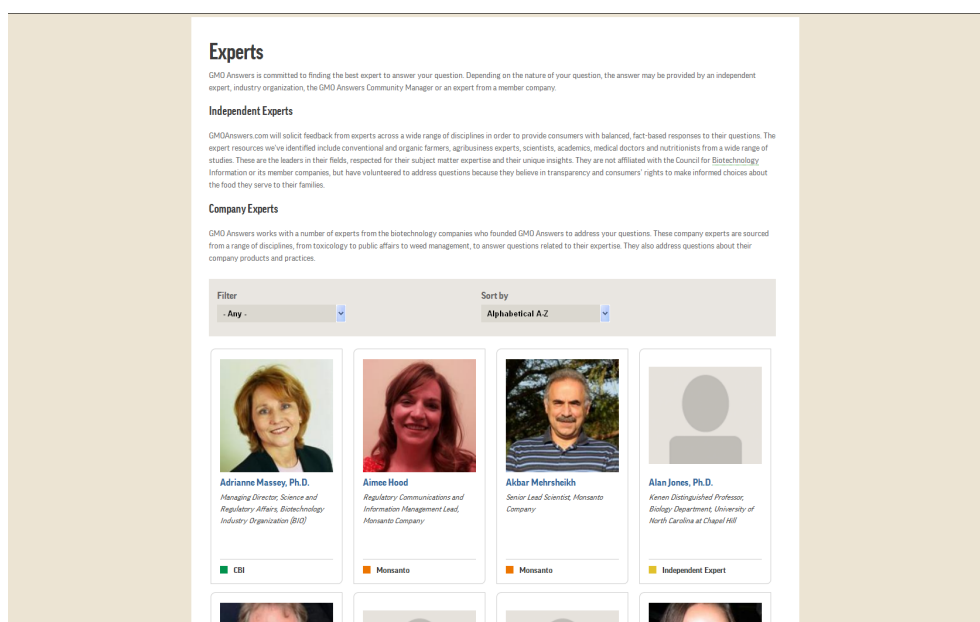 Experts
GMO Answers is committed to finding the best expert to answer your question. Depending on the nature of your question, the answer may be provided by an independent
expert, industry organization, the GMO Answers Community Manager or an expert from a member company.
Independent Experts
GMOAnswers.com will solicit feedback from experts across a wide range of disciplines in order to provide consumers with balanced, fact-based responses to their questions. The
expert resources we've identified include conventional and organic farmers, agribusiness experts, scientists, academics, medical doctors and nutritionists from a wide range of
studies. These are the leaders in their fields, respected for their subject matter expertise and their unique insights. They are not affiliated with the Council for Biotechnology
Information or its member companies, but have volunteered to address questions because they believe in transparency and consumers' rights to make informed choices about
the food they serve to their families.
Company Experts
GMO Answers works with a number of experts from the biotechnology companies who founded GMO Answers to address your questions. These company experts are sourced
from a range of disciplines, from toxicology to public affairs to weed management, to answer questions related to their expertise. They also address questions about their
company products and practices.
Filter
Sort by
- Any -
Alphabetical A-Z
Adrianne Massey, Ph.D.
Managing Director, Science and
Regulatory Affairs, Biotechnology
Industry Organization (BIO)
CBI
Aimee Hood
Regulatory Communications and
Information Management Lead,
Monsanto Company
Monsanto
Akbar Mehrsheikh
Senior Lead Scientist, Monsanto
Company
Monsanto
Alan Jones, Ph.D.
Kenen Distinguished Professor,
Biology Department, University of
North Carolina at Chapel Hill
Independent Expert